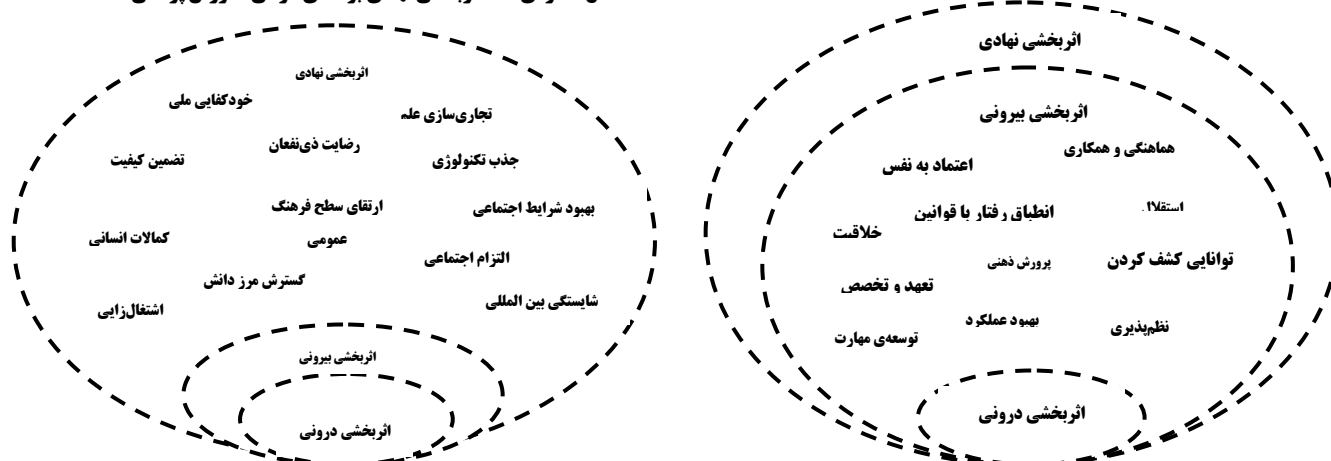 اثربخشی نهادی
اثربخشی بیرونی
هماهنگی و همکاری
اعتماد به نفس
استقلال
انطباق رفتار با قوانین
خلاقیت
توانایی کشف کردن
پرورش ذهنی
تعهد و تخصص
بهبود عملکرد
نظم‌پذیری
توسعه‌ی مهارت
اثربخشی درونی
اثربخشی نهادی
خودکفایی ملی
تجاری‌سازی علم
رضایت ذی‌نفعان
جذب تکنولوژی
تضمین کیفیت
بهبود شرایط اجتماعی
ارتقای سطح فرهنگ
عمومی
کمالات انسانی
التزام اجتماعی
گسترش مرز دانش
شایستگی بین المللی
اشتغال‌زایی
اثربخشی بیرونی
اثربخشی درونی